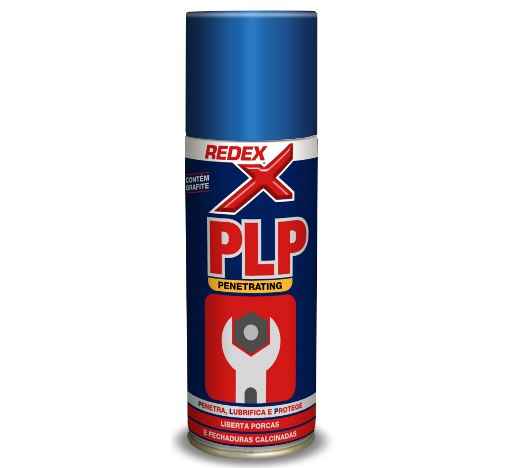 REDEX
X
CONTÉM
GRAFITE
PLP
PENETRATING
PENETRA, LUBRIFICA E PROTEGE
LIBERTA PORCAS
E FECHADURAS CALCINADAS